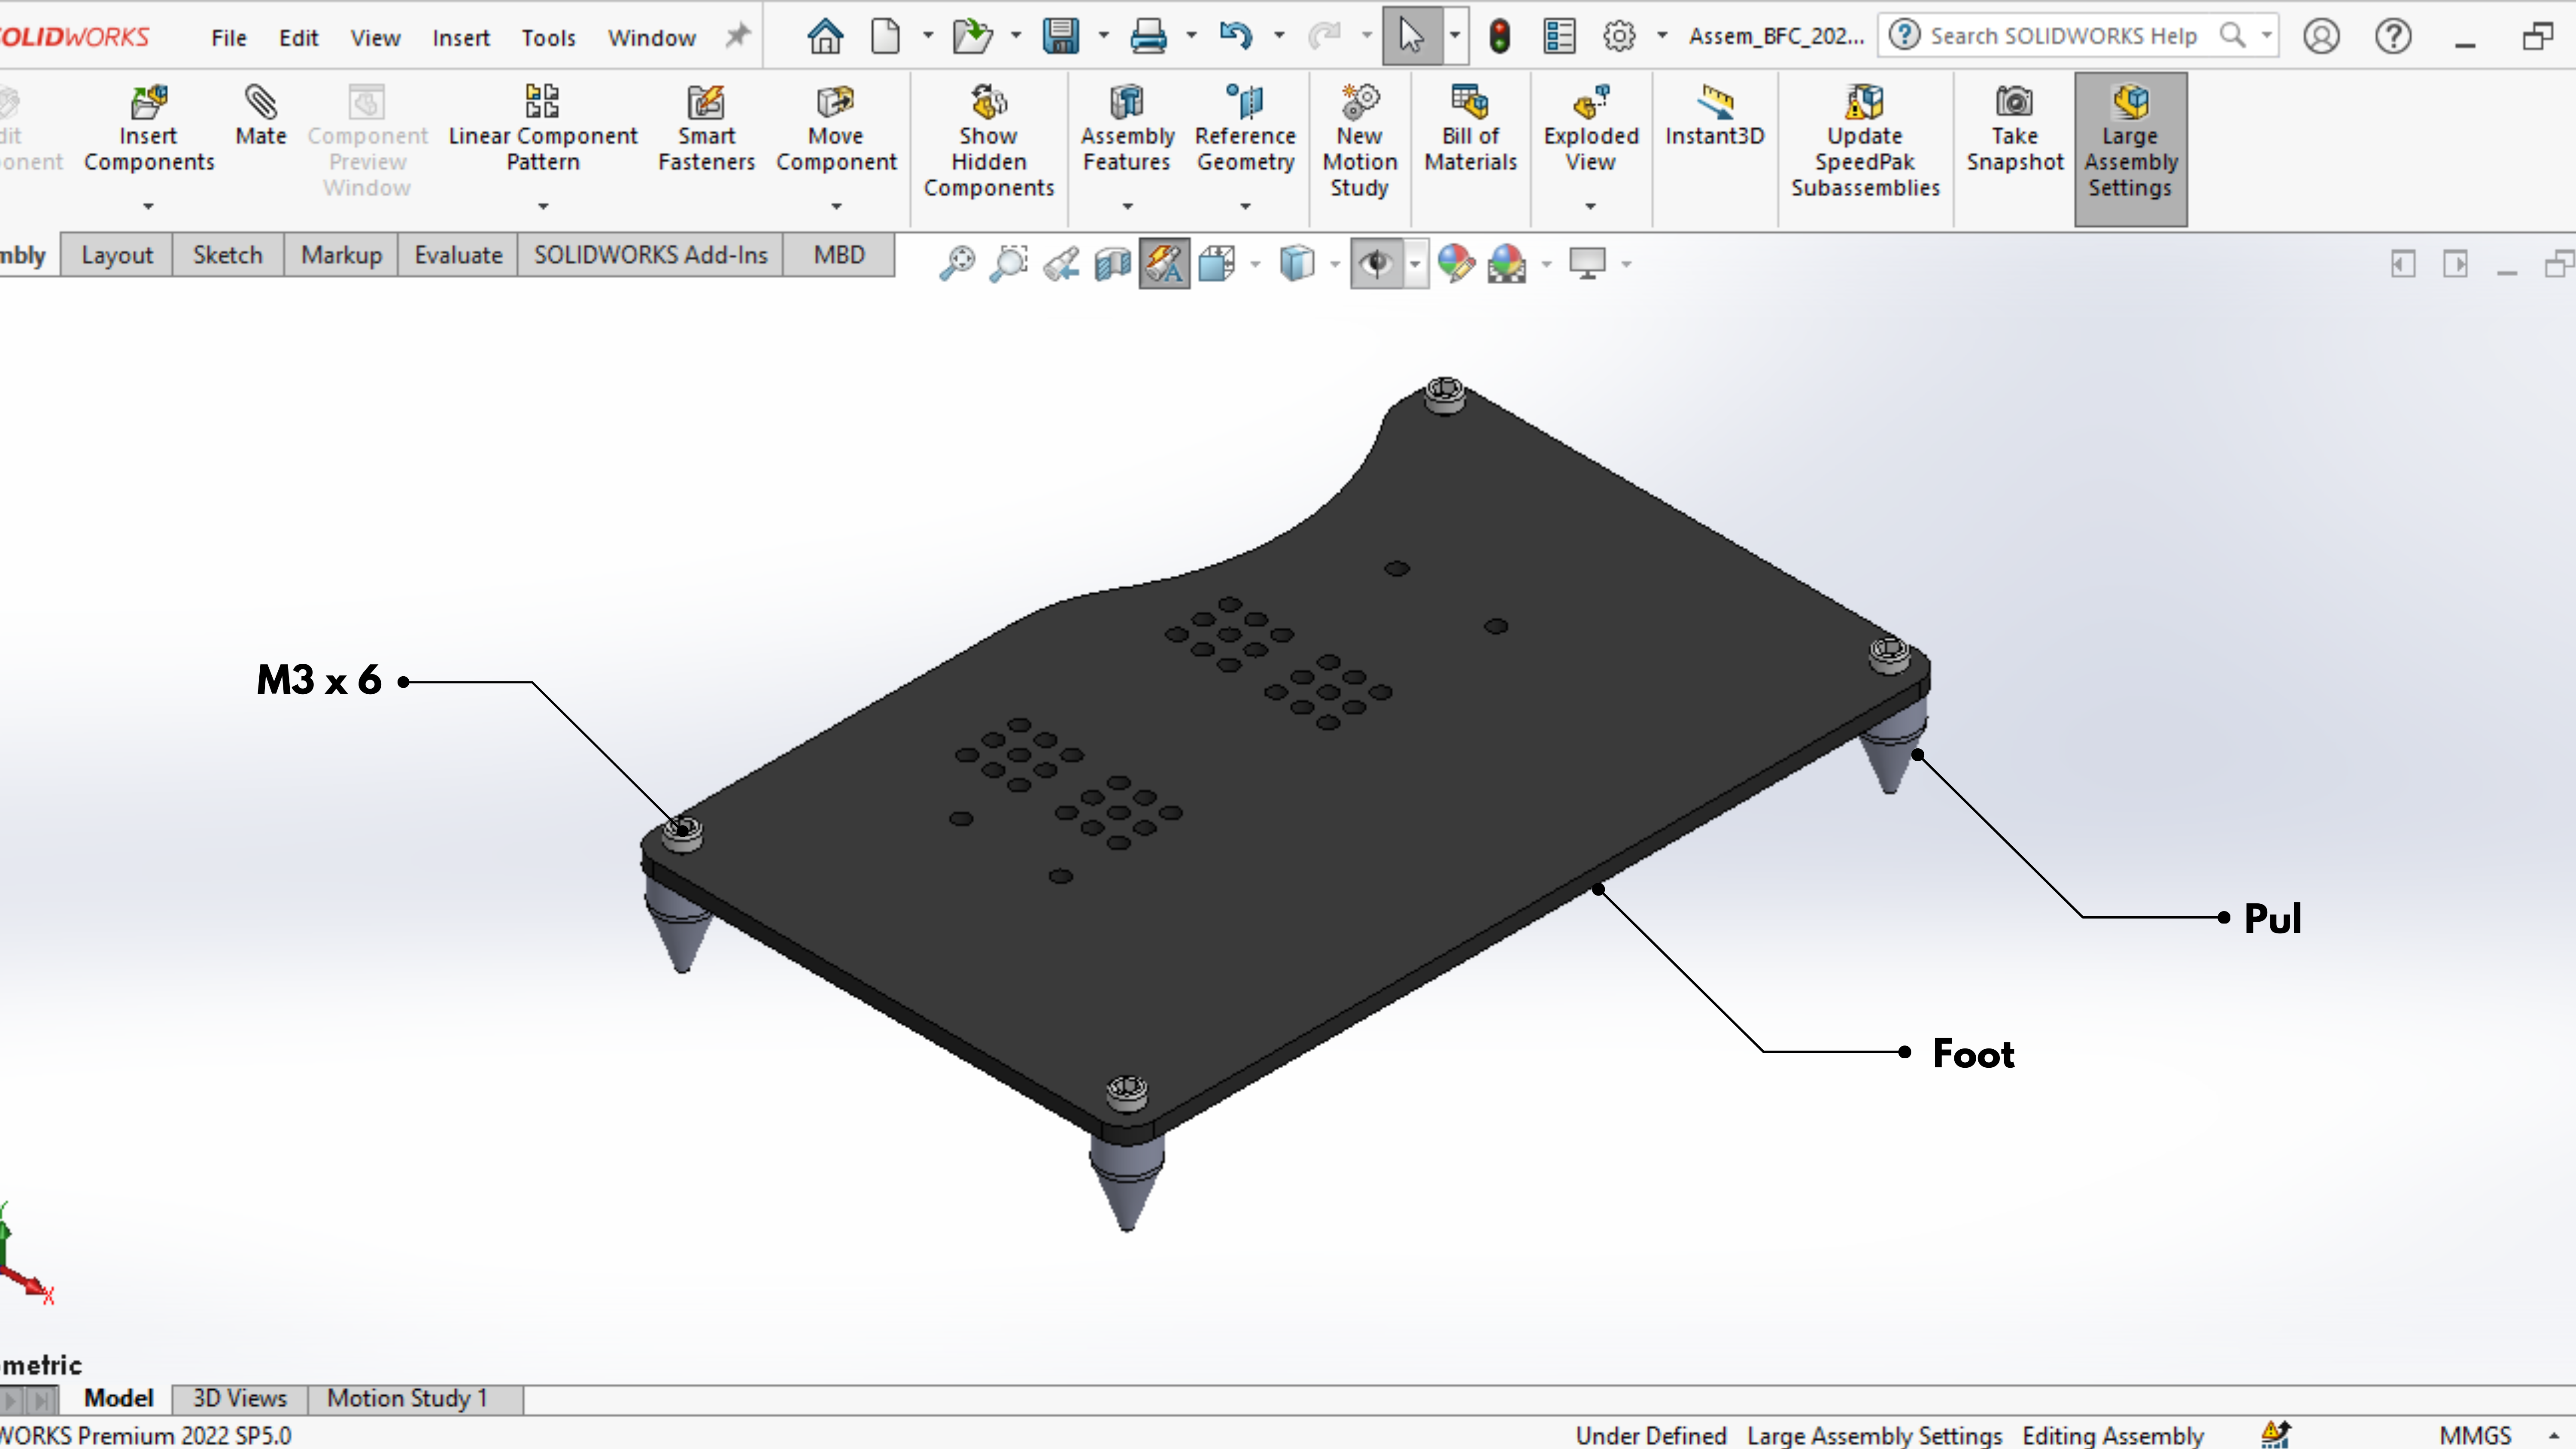 SOLIDWORKS File Edit View Insert Tools Window Assem_BFC_202... Search SOLIDWORKS Help
Insert Components
Mate
Component Preview Window
Linear Component Pattern
Smart Fasteners
Move Component
Show Hidden Components
Assembly Features
Reference Geometry
New Motion Study
Bill of Materials
Exploded View
Instant3D
Update SpeedPak Subassemblies
Take Snapshot
Large Assembly Settings
mbly Layout Sketch Markup Evaluate SOLIDWORKS Add-Ins MBD
M3 x 6
Pul
Foot
Y
X
metric
Model 3D Views Motion Study 1
WORKS Premium 2022 SP5.0 Under Defined Large Assembly Settings Editing Assembly MMGS